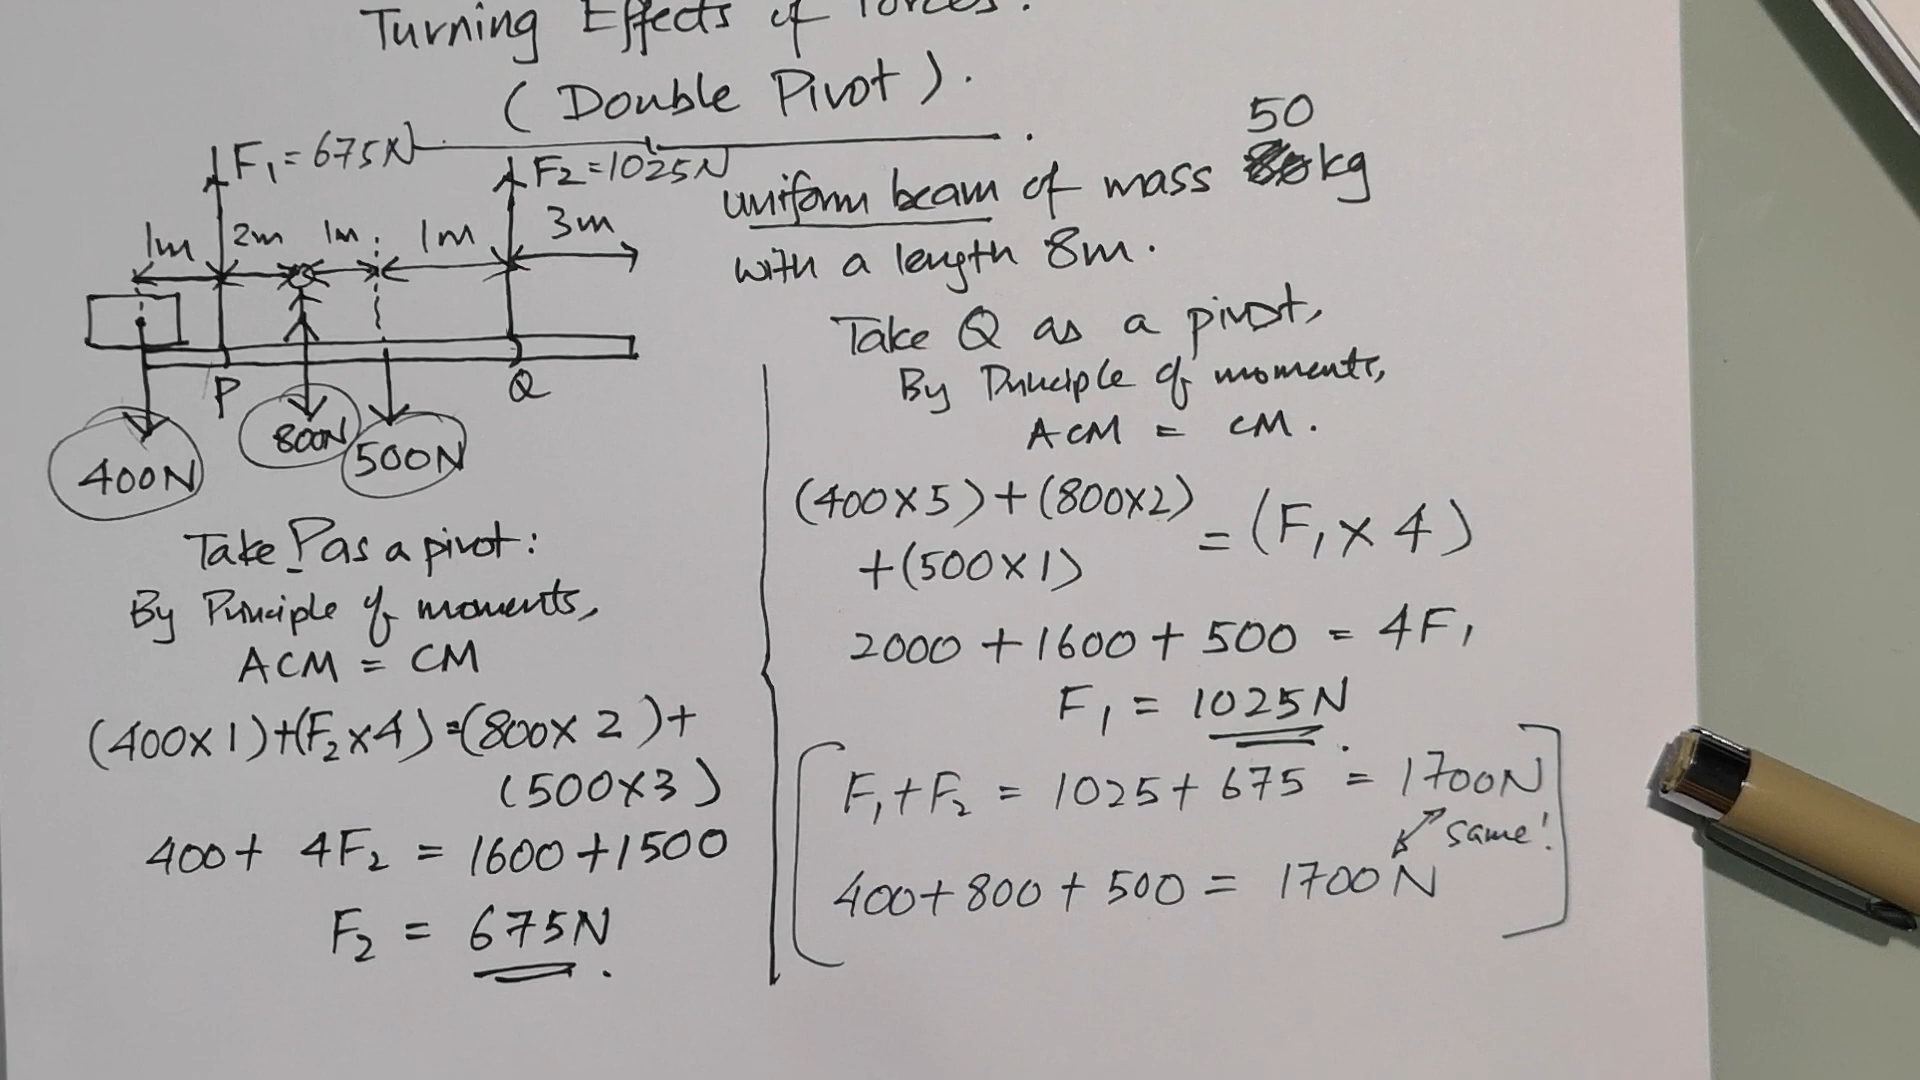 Turning Effects of Forces.
(Double Pivot).
F₁ = 675N
F₂ = 1025N
1m
2m
1m
1m
3m
P
Q
400N
800N
500N
50
uniform beam of mass kg
with a length 8m.
Take P as a pivot:
By Principle of moments,
ACM = CM
(400×1)+(F₂×4)=(800×2)+
(500×3)
400+ 4F₂ = 1600+1500
F₂ = 675N.
Take Q as a pivot,
By Principle of moments,
ACM = CM.
(400×5)+(800×2)
+(500×1)
= (F₁×4)
2000+1600+500 = 4F₁
F₁ = 1025N.
F₁+F₂ = 1025+675 = 1700N
same!
400+800+500 = 1700N